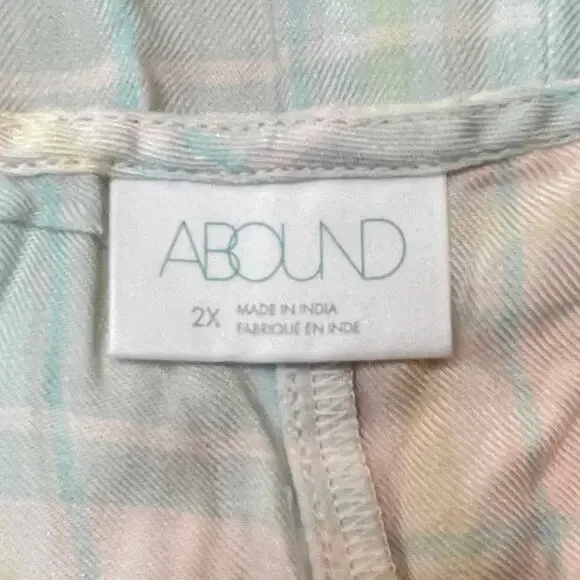 ABOUND
2X MADE IN INDIA
FABRIQUÉ EN INDE